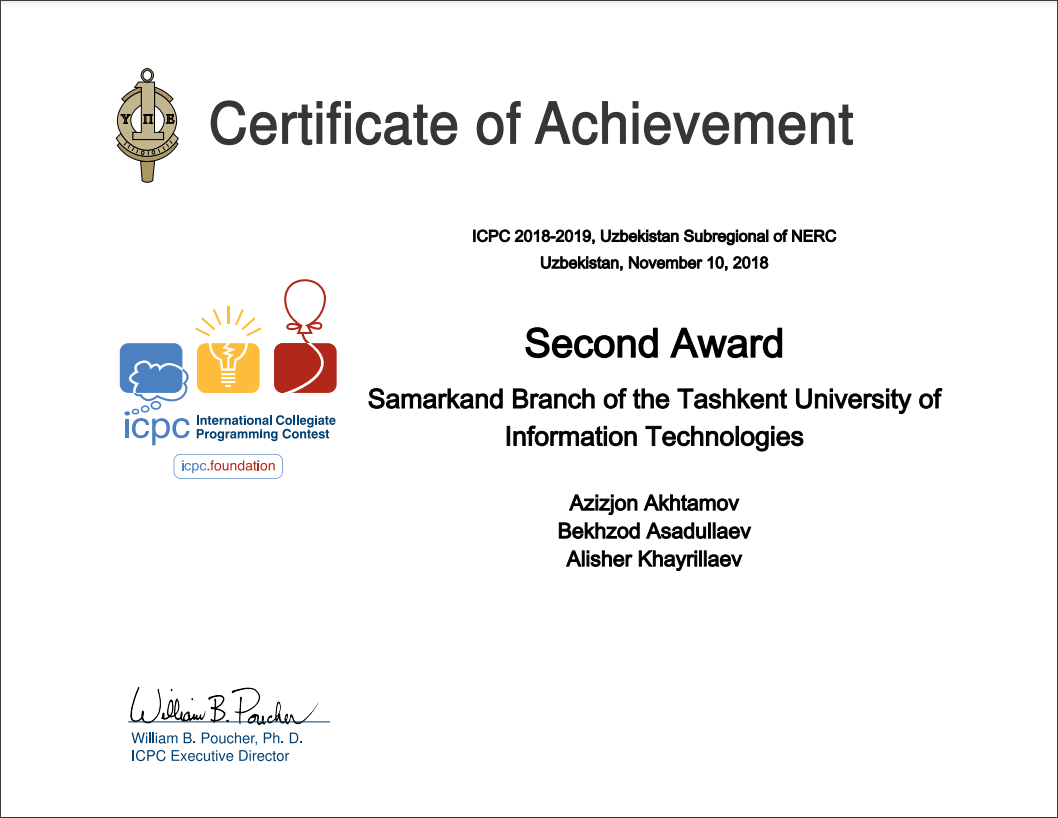 Υ Π Ε
Certificate of Achievement
ICPC 2018-2019, Uzbekistan Subregional of NERC
Uzbekistan, November 10, 2018
Second Award
Samarkand Branch of the Tashkent University of
Information Technologies
icpc International Collegiate
Programming Contest
icpc.foundation
Azizjon Akhtamov
Bekhzod Asadullaev
Alisher Khayrillaev
William B. Poucher
William B. Poucher, Ph. D.
ICPC Executive Director